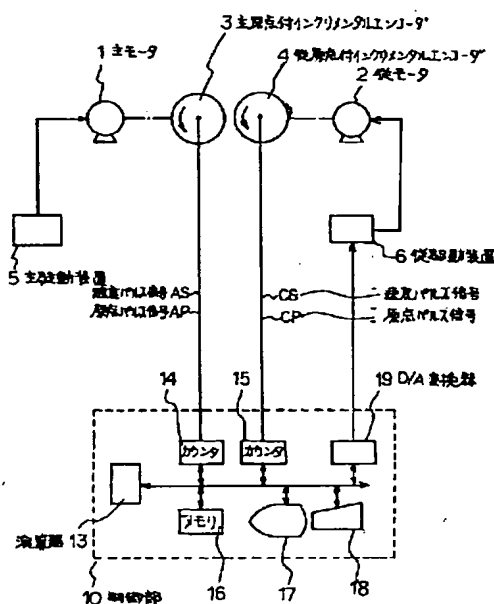 3 主原点付インクリメンタルエンコーダ
4 従原点付インクリメンタルエンコーダ
1 主モータ
2 従モータ
5 主駆動装置
6 従駆動装置
速度パルス信号 AS
原点パルス信号 AP
CS 速度パルス信号
CP 原点パルス信号
14
15
19 D/A 変換器
カウンタ
カウンタ
演算器 13
メモリ
16
17
18
10 制御部